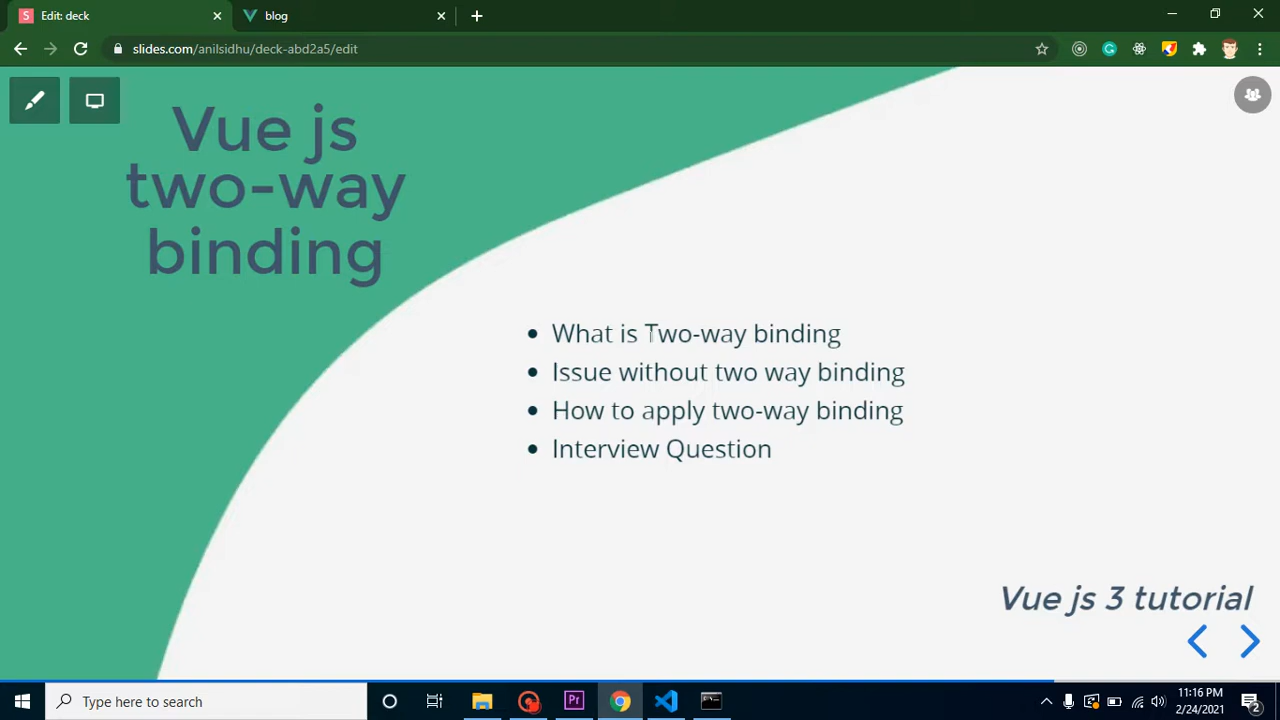 Edit: deck
blog
slides.com/anilsidhu/deck-abd2a5/edit
Vue js
two-way
binding
What is Two-way binding
Issue without two way binding
How to apply two-way binding
Interview Question
Vue js 3 tutorial
Type here to search
Pr
11:16 PM
2/24/2021
2